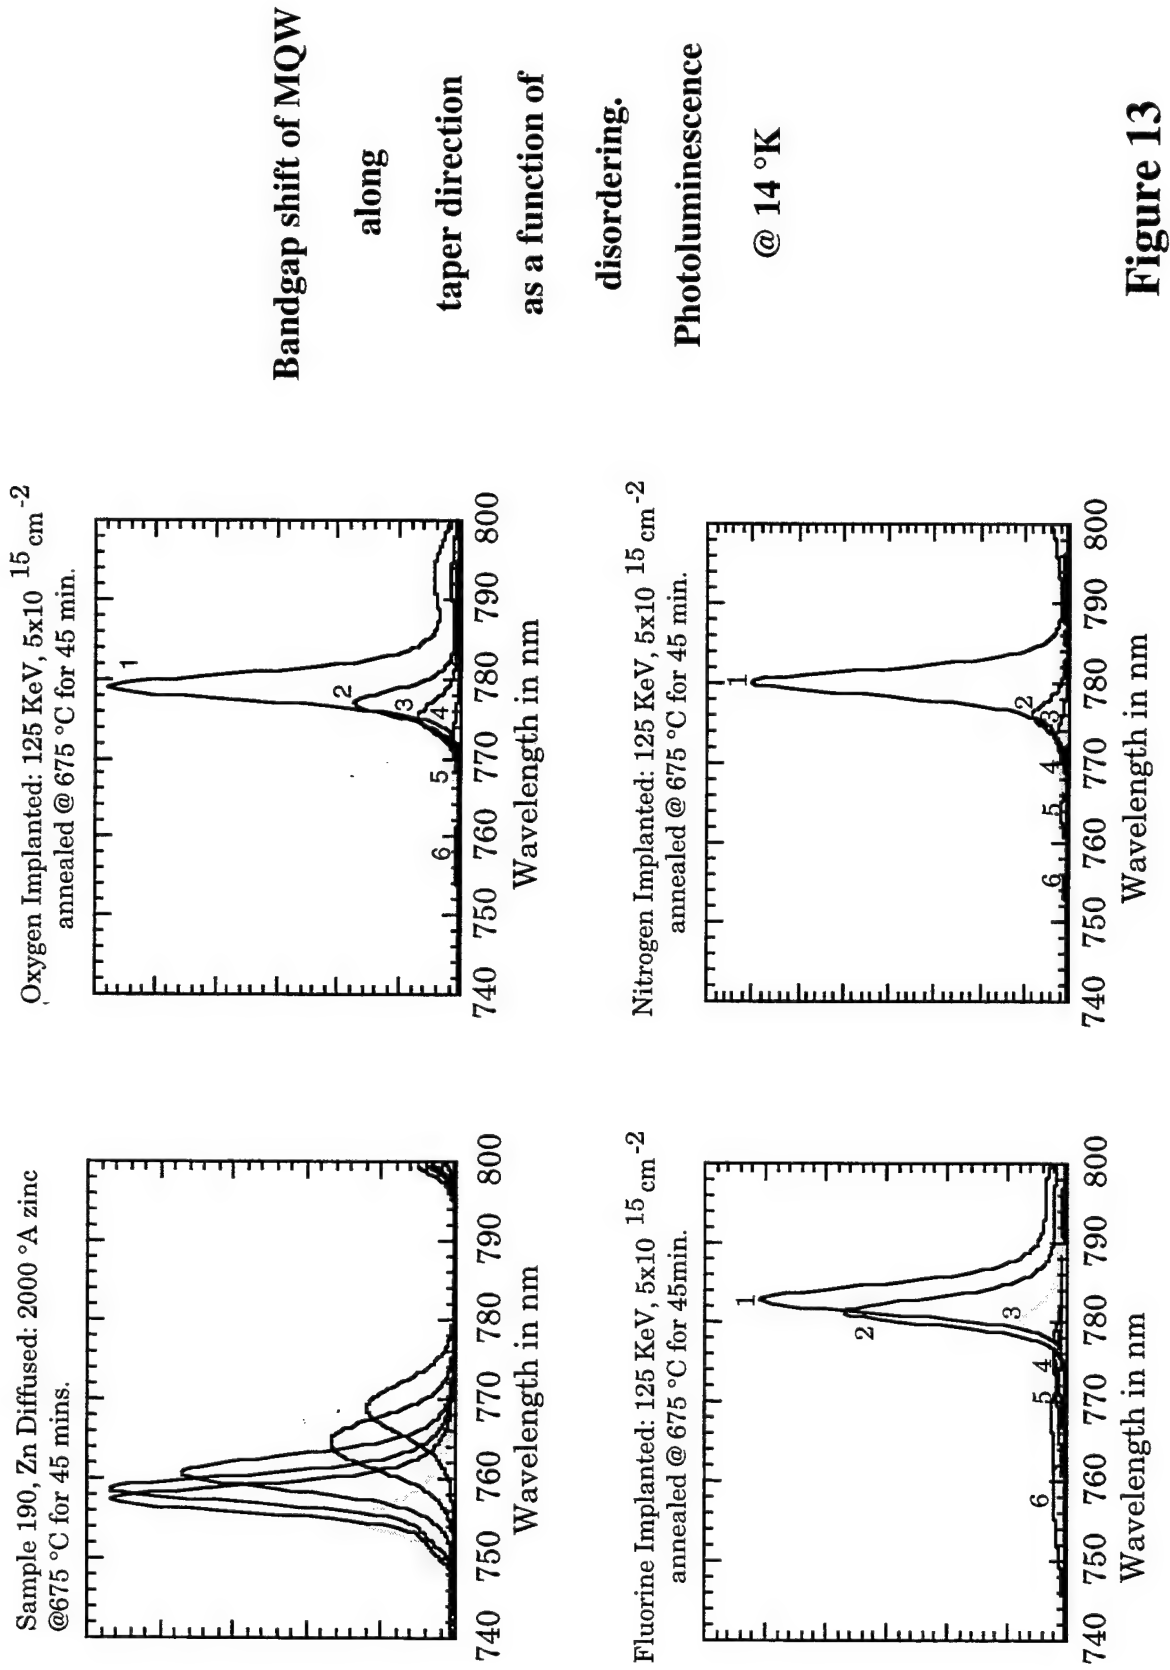 Sample 190, Zn Diffused: 2000 °A zinc
@675 °C for 45 mins.
740 750 760 770 780 790 800
Wavelength in nm
Oxygen Implanted: 125 KeV, 5x10 15 cm-2
annealed @ 675 °C for 45 min.
1
2
3
4
5
6
740 750 760 770 780 790 800
Wavelength in nm
Fluorine Implanted: 125 KeV, 5x10 15 cm-2
annealed @ 675 °C for 45min.
1
2
3
4
5
6
740 750 760 770 780 790 800
Wavelength in nm
Nitrogen Implanted: 125 KeV, 5x10 15 cm-2
annealed @ 675 °C for 45 min.
1
2
3
4
5
6
740 750 760 770 780 790 800
Wavelength in nm
Bandgap shift of MQW
along
taper direction
as a function of
disordering.
Photoluminescence
@ 14 °K
Figure 13